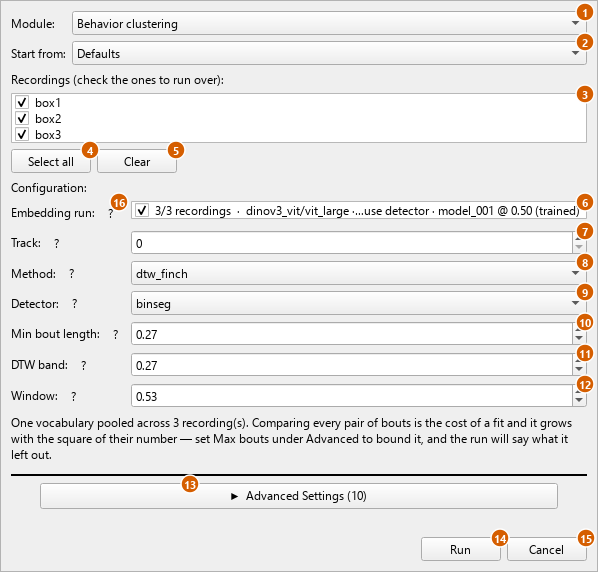 Module: Behavior clustering 1
Start from: Defaults 2
Recordings (check the ones to run over):
box1 3
box2
box3
Select all 4 Clear 5
Configuration:
Embedding run: ? 16 3/3 recordings · dinov3_vit/vit_large ·...use detector · model_001 @ 0.50 (trained) 6
Track: ? 0 7
Method: ? dtw_finch 8
Detector: ? binseg 9
Min bout length: ? 0.27 10
DTW band: ? 0.27 11
Window: ? 0.53 12
One vocabulary pooled across 3 recording(s). Comparing every pair of bouts is the cost of a fit and it grows
with the square of their number — set Max bouts under Advanced to bound it, and the run will say what it
left out.
13
► Advanced Settings (10)
Run 14 Cancel 15